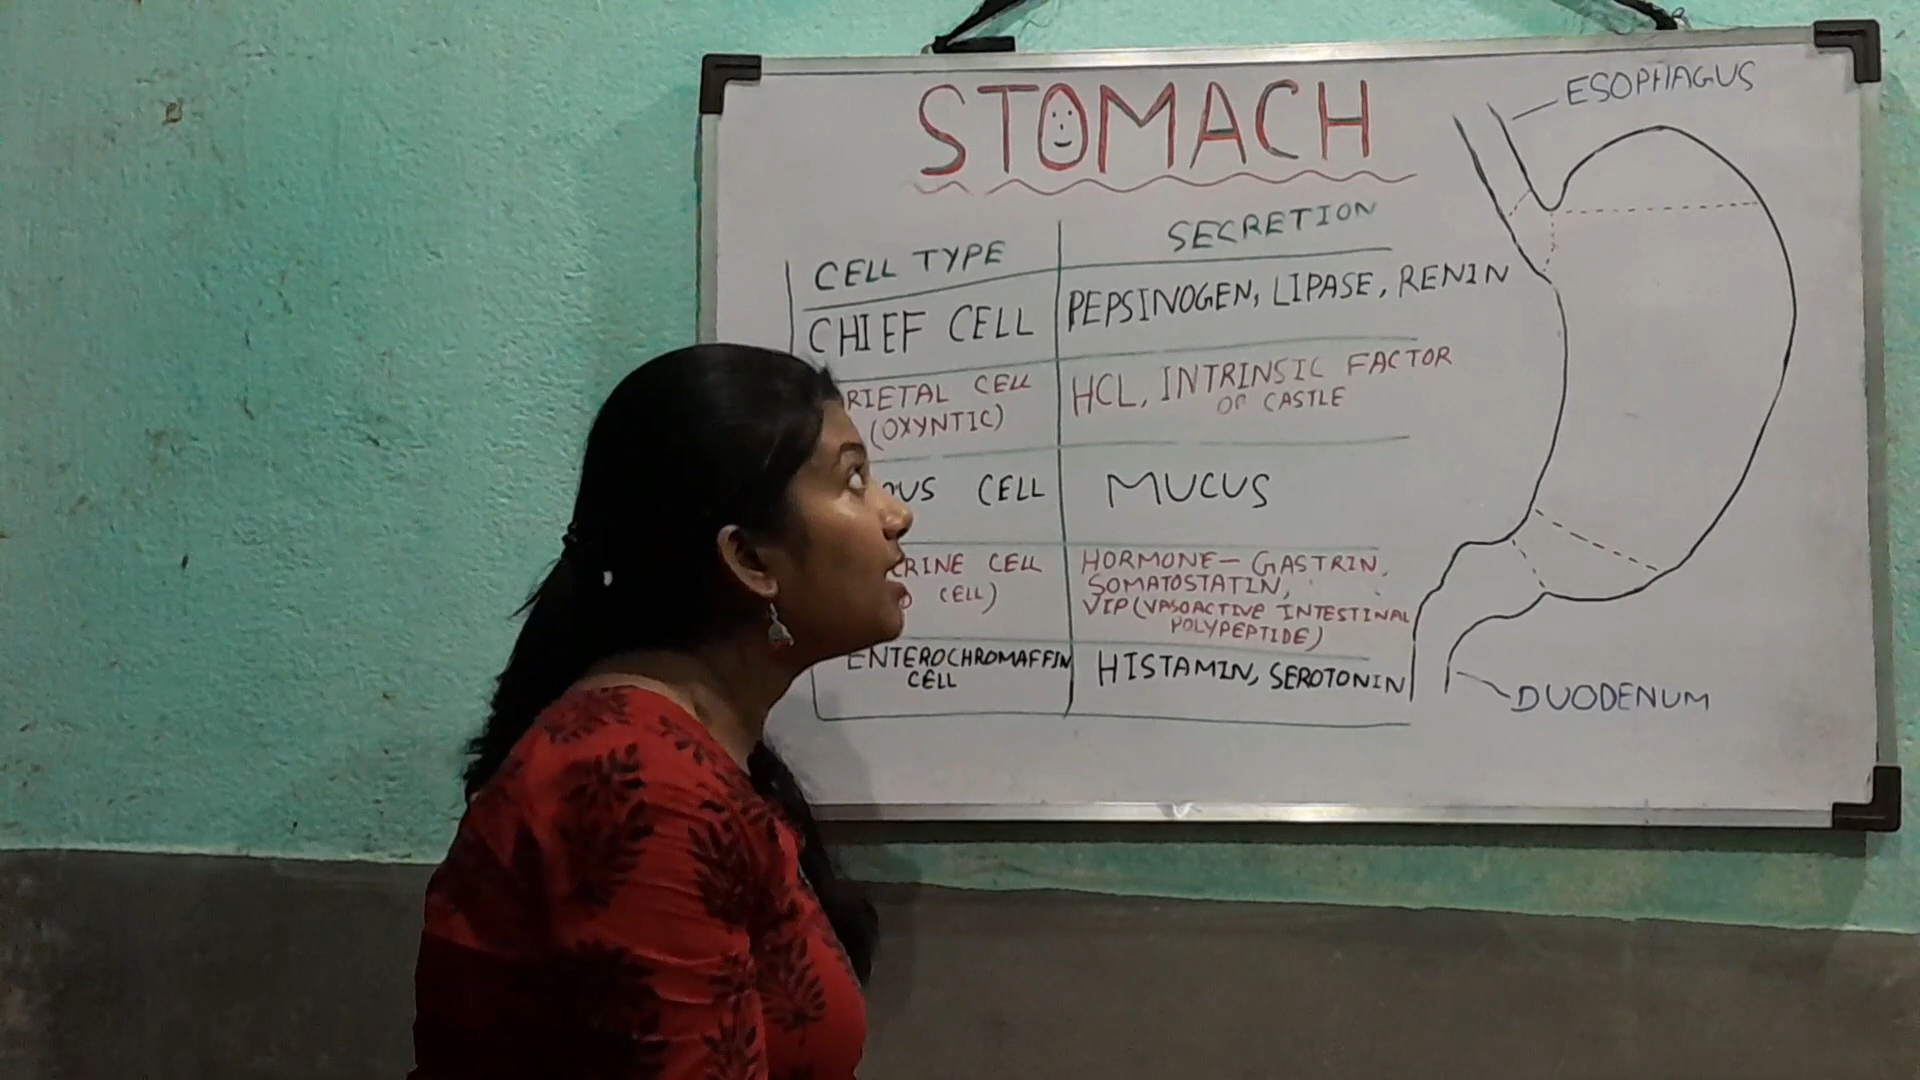 STOMACH
ESOPHAGUS
CELL TYPE
SECRETION
CHIEF CELL
PEPSINOGEN, LIPASE, RENIN
RIETAL CELL
(OXYNTIC)
HCL, INTRINSIC FACTOR
OF CASTLE
US CELL
MUCUS
CRINE CELL
CELL)
HORMONE - GASTRIN,
SOMATOSTATIN,
VIP (VASOACTIVE INTESTINAL
POLYPEPTIDE)
ENTEROCHROMAFFIN
CELL
HISTAMIN, SEROTONIN
DUODENUM